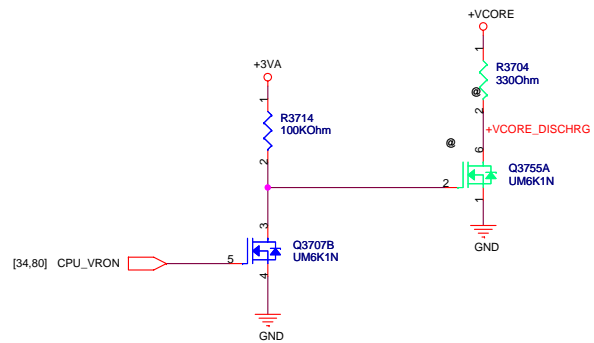 +VCORE
+3VA
1
R3704
330Ohm
@
2
1
R3714
100KOhm
2
+VCORE_DISCHRG
@
6
Q3755A
UM6K1N
2
1
3
Q3707B
UM6K1N
GND
[34,80] CPU_VRON
5
4
GND